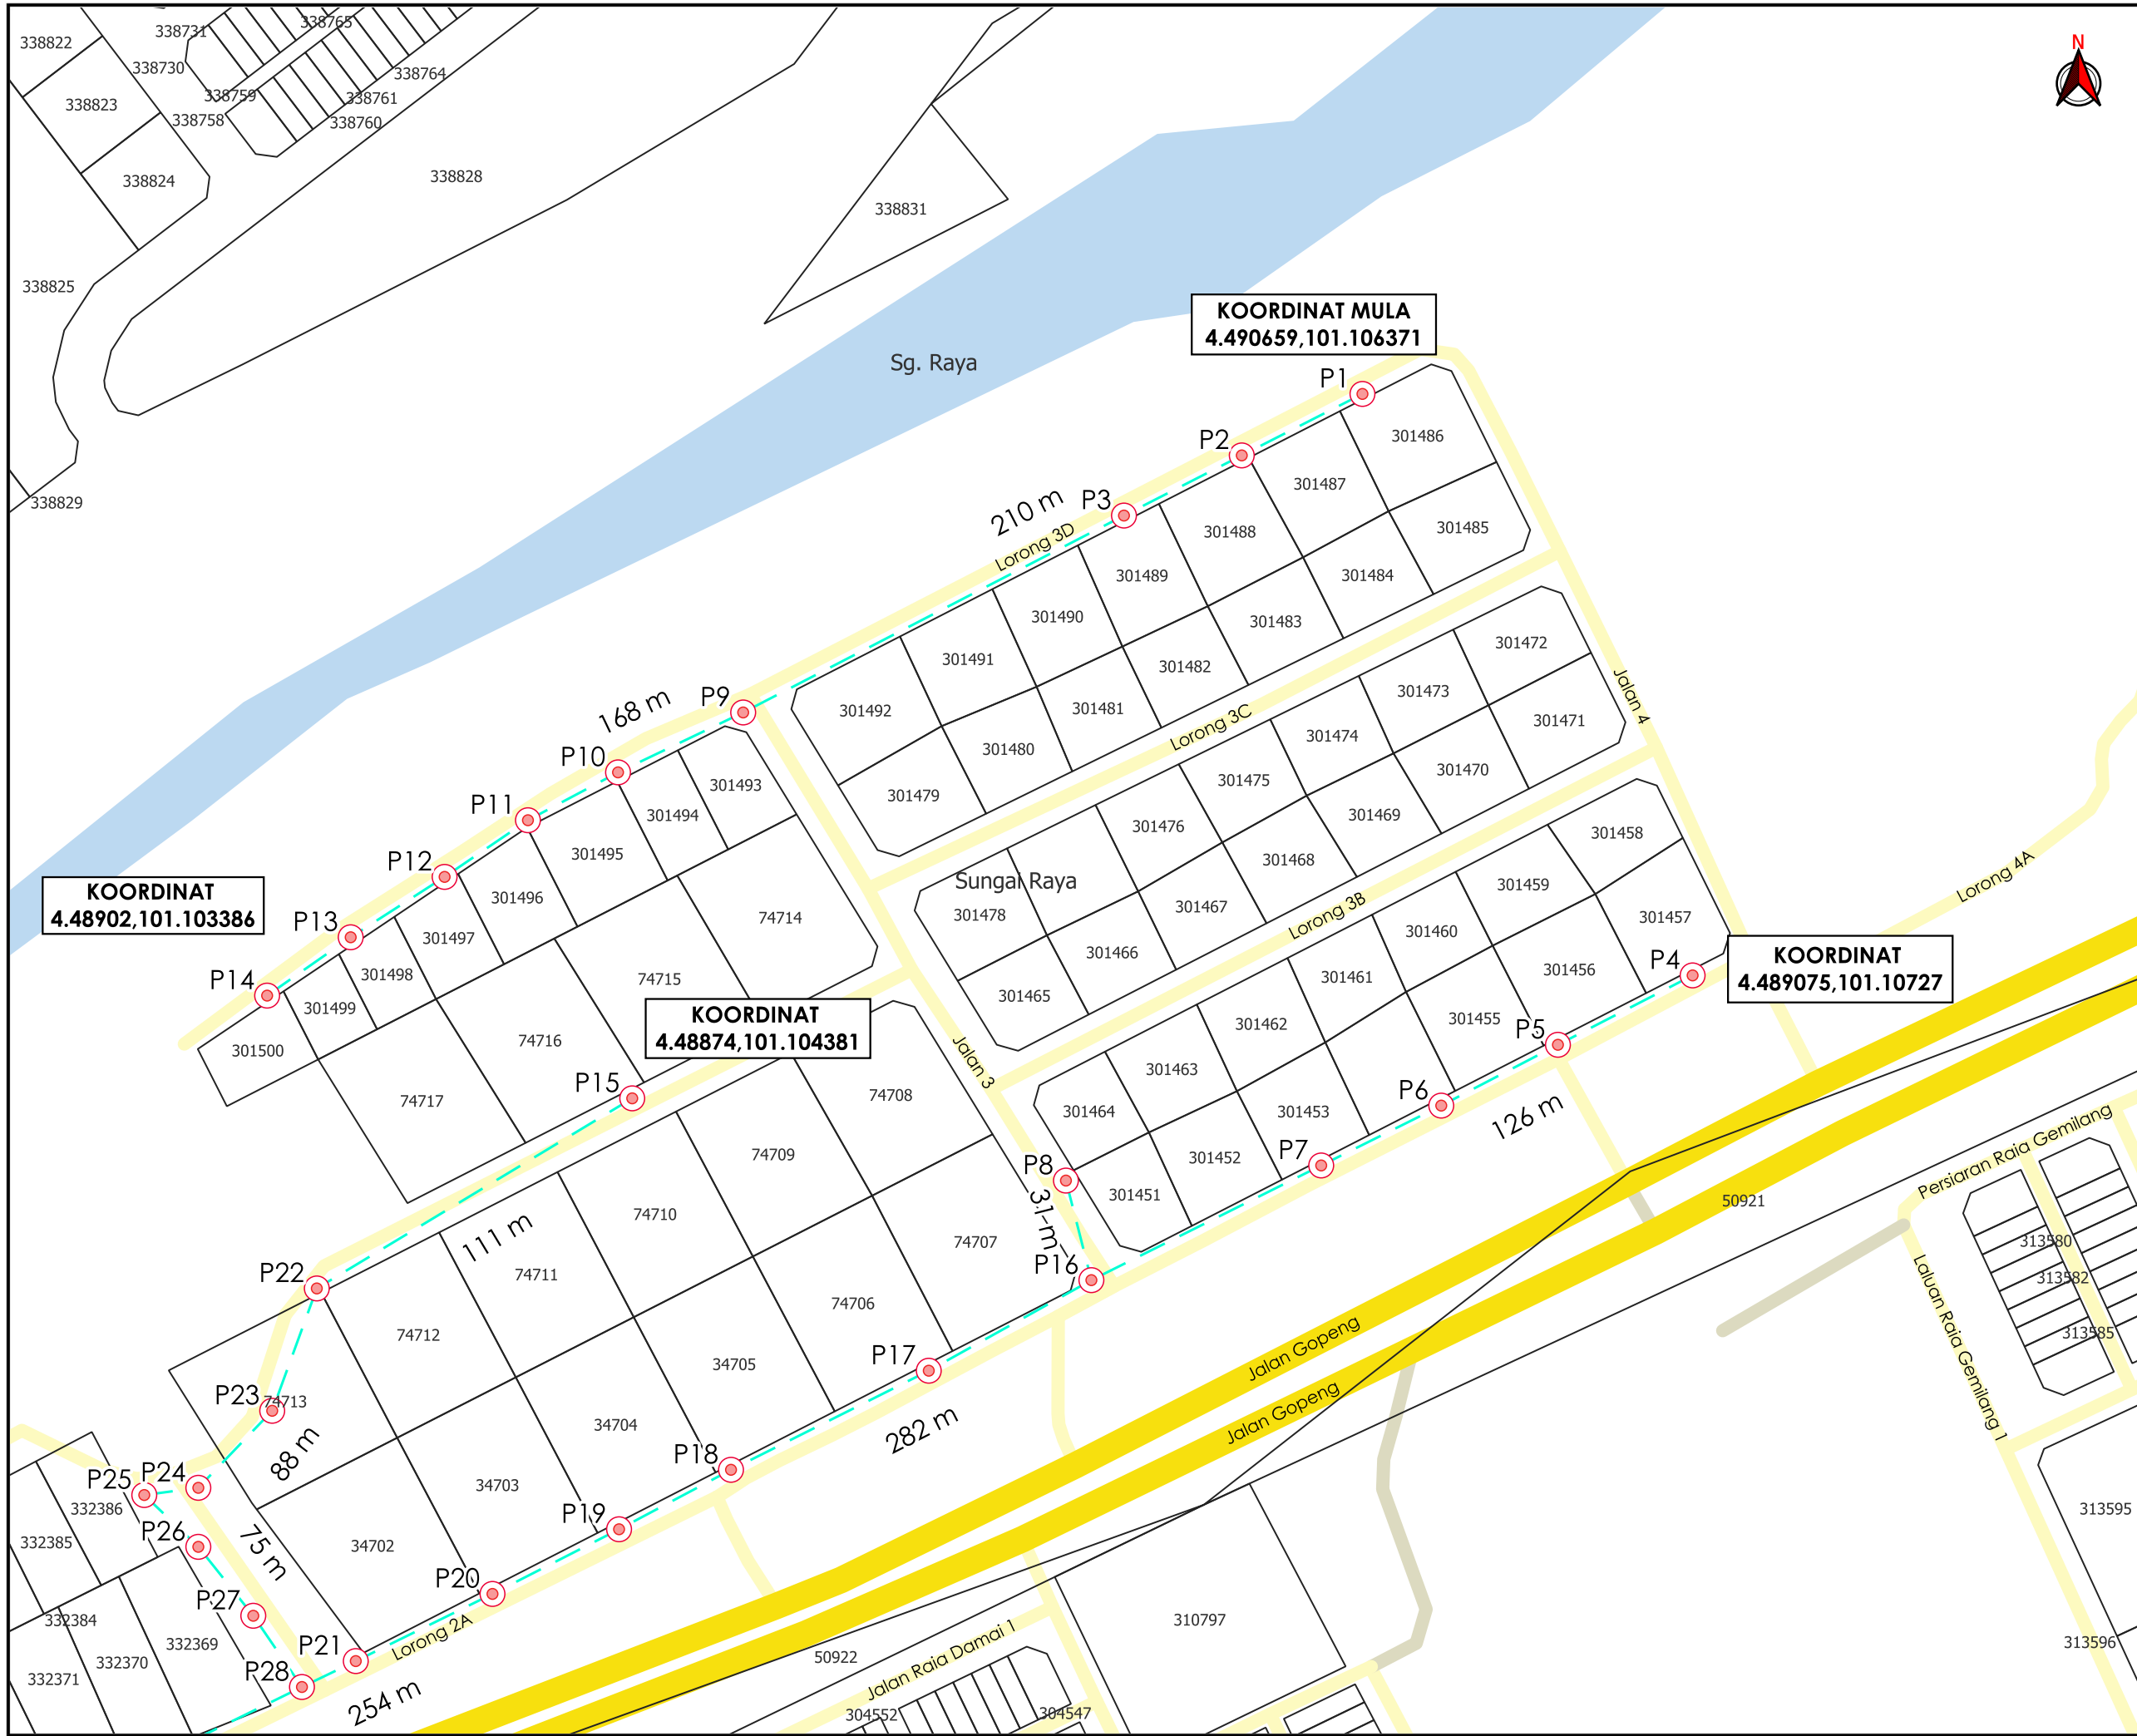 338822
338731
338765
N
338730
338764
338823
338759
338761
338758
338760
338824
338828
338831
338825
KOORDINAT MULA
4.490659,101.106371
Sg. Raya
P1
301486
P2
301487
338829
P3
210 m
301485
301488
Lorong 3D
301489
301484
301490
301483
301472
301491
301482
301473
Jalan 4
P9
168 m
301492
301481
Lorong 3C
301471
301474
301480
P10
301470
301475
301493
301479
P11
301494
301469
301476
301458
301495
301468
P12
Lorong 4A
KOORDINAT
4.48902,101.103386
Sungai Raya
301459
301496
301467
Lorong 3B
301478
74714
301457
P13
301460
301497
301466
KOORDINAT
4.489075,101.10727
P4
301498
P14
74715
301461
301456
301465
301499
KOORDINAT
4.48874,101.104381
301462
301455
P5
74716
301500
Jalan 3
301463
P15
P6
74708
74717
301464
301453
126 m
Persiaran Raia Gemilang
P7
74709
301452
P8
301451
50921
31 m
74710
111 m
74707
313580
P16
P22
74711
313582
Laluan Raia Gemilang 1
74706
74712
313585
Jalan Gopeng
P17
34705
P23
74713
Jalan Gopeng
34704
282 m
88 m
P18
P25
P24
34703
332386
313595
P19
P26
332385
34702
75 m
P20
P27
332384
310797
Lorong 2A
332369
313596
P21
332370
50922
Jalan Raia Damai 1
P28
332371
254 m
304552
304547